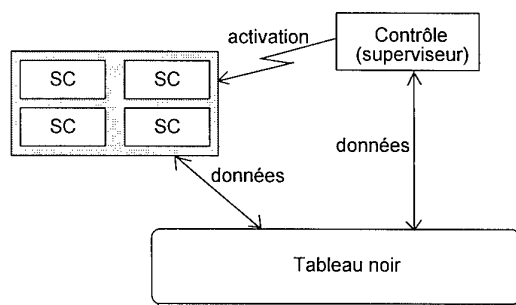 activation
Contrôle
(superviseur)
SC
SC
SC
SC
données
données
Tableau noir